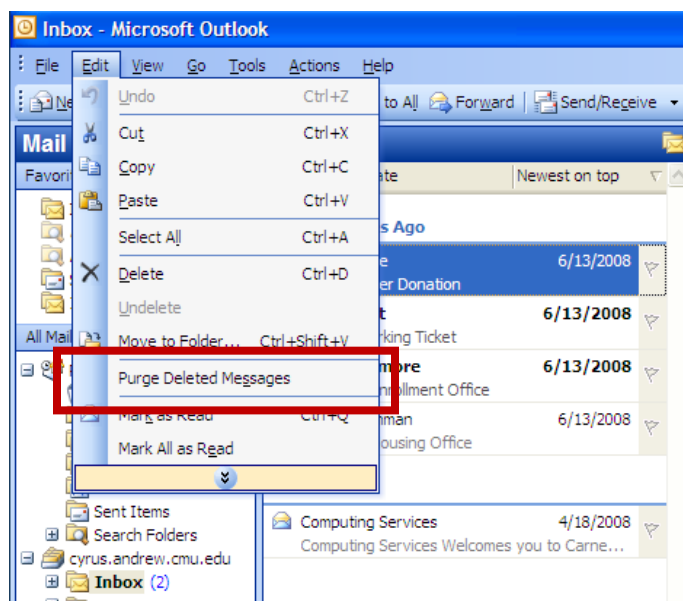 Inbox - Microsoft Outlook
File Edit View Go Tools Actions Help
to All Forward Send/Receive
Mail
Undo Ctrl+Z
Cut Ctrl+X
Copy Ctrl+C
Paste Ctrl+V
Select All Ctrl+A
Delete Ctrl+D
Undelete
Move to Folder... Ctrl+Shift+V
Purge Deleted Messages
Mark as Read Ctrl+Q
Mark All as Read
Newest on top
s Ago
6/13/2008
er Donation
6/13/2008
king Ticket
more 6/13/2008
nrollment Office
man 6/13/2008
ousing Office
All Mail
Sent Items
Search Folders
cyrus.andrew.cmu.edu
Inbox (2)
Computing Services 4/18/2008
Computing Services Welcomes you to Carne...